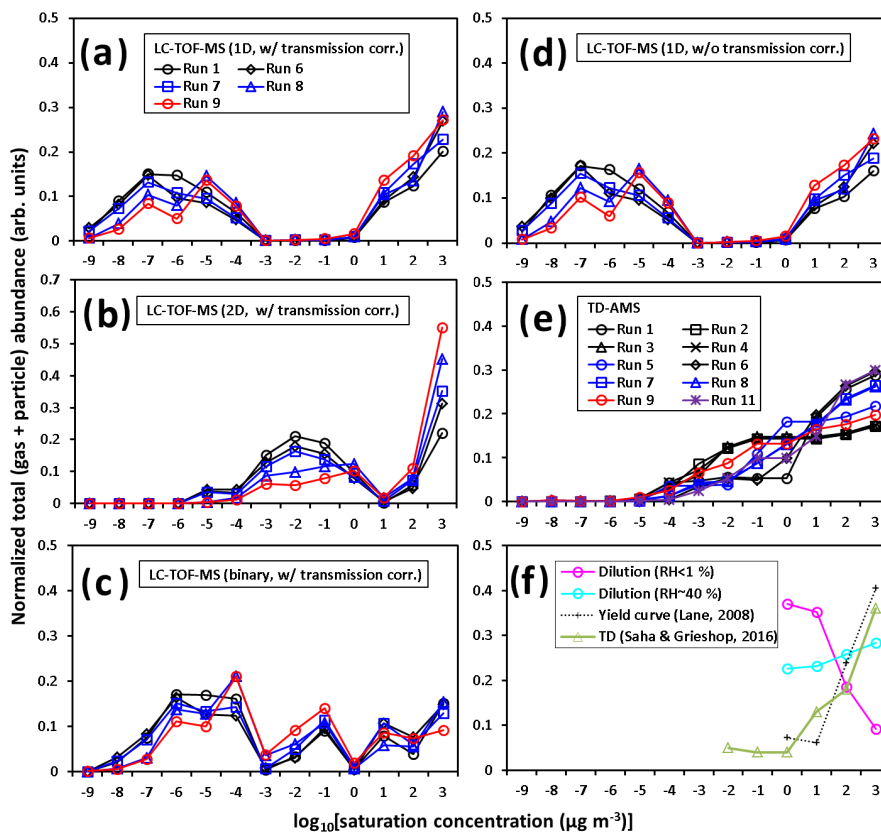 Normalized total (gas + particle) abundance (arb. units)
(a)
LC-TOF-MS (1D, w/ transmission corr.)
Run 1
Run 6
Run 7
Run 8
Run 9
0.5
0.4
0.3
0.2
0.1
0
-9 -8 -7 -6 -5 -4 -3 -2 -1 0 1 2 3
(d)
LC-TOF-MS (1D, w/o transmission corr.)
Run 1
Run 6
Run 7
Run 8
Run 9
0.5
0.4
0.3
0.2
0.1
0
-9 -8 -7 -6 -5 -4 -3 -2 -1 0 1 2 3
(b)
LC-TOF-MS (2D, w/ transmission corr.)
0.7
0.6
0.5
0.4
0.3
0.2
0.1
0
-9 -8 -7 -6 -5 -4 -3 -2 -1 0 1 2 3
(e)
TD-AMS
Run 1
Run 2
Run 3
Run 4
Run 5
Run 6
Run 7
Run 8
Run 9
Run 11
0.5
0.4
0.3
0.2
0.1
0
-9 -8 -7 -6 -5 -4 -3 -2 -1 0 1 2 3
(c)
LC-TOF-MS (binary, w/ transmission corr.)
0.5
0.4
0.3
0.2
0.1
0
-9 -8 -7 -6 -5 -4 -3 -2 -1 0 1 2 3
(f)
Dilution (RH<1 %)
Dilution (RH~40 %)
Yield curve (Lane, 2008)
TD (Saha & Grieshop, 2016)
0.5
0.4
0.3
0.2
0.1
0
-9 -8 -7 -6 -5 -4 -3 -2 -1 0 1 2 3
log₁₀[saturation concentration (µg m⁻³)]